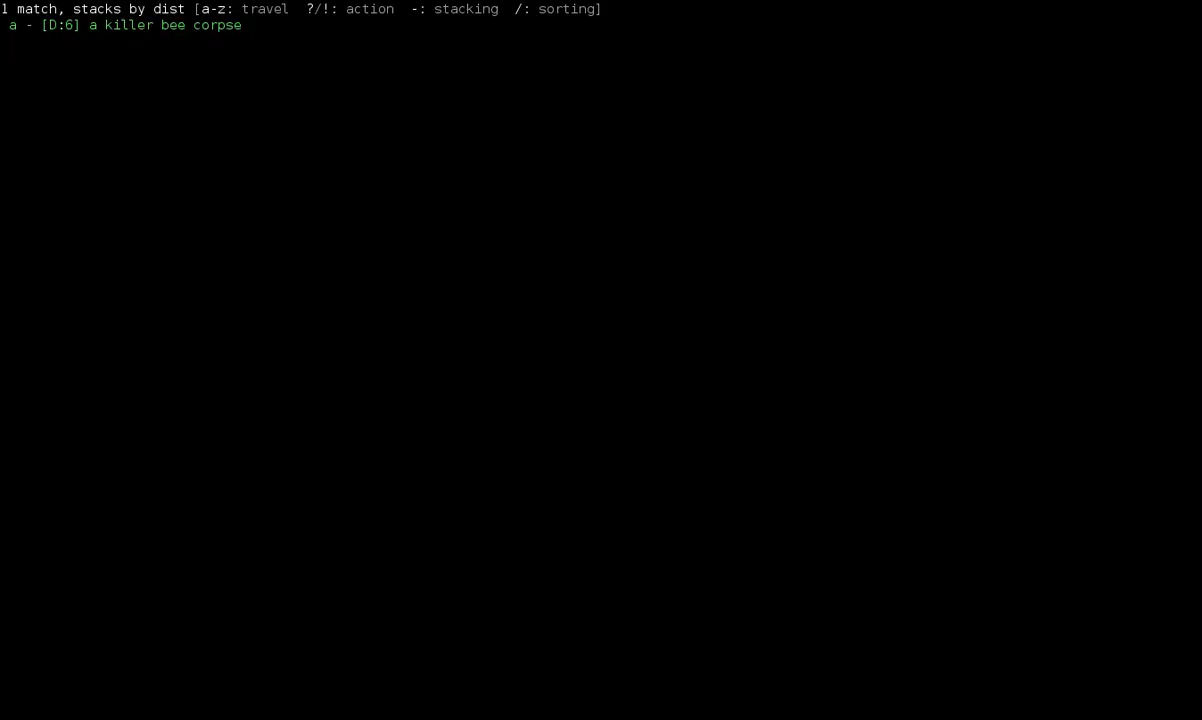 1 match, stacks by dist [a-z: travel  ?/!: action  -: stacking  /: sorting]
a - [D:6] a killer bee corpse